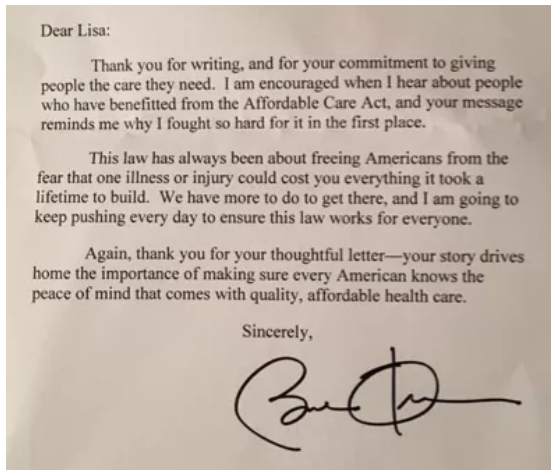 Dear Lisa:
Thank you for writing, and for your commitment to giving
people the care they need.  I am encouraged when I hear about people
who have benefitted from the Affordable Care Act, and your message
reminds me why I fought so hard for it in the first place.
This law has always been about freeing Americans from the
fear that one illness or injury could cost you everything it took a
lifetime to build.  We have more to do to get there, and I am going to
keep pushing every day to ensure this law works for everyone.
Again, thank you for your thoughtful letter—your story drives
home the importance of making sure every American knows the
peace of mind that comes with quality, affordable health care.
Sincerely,